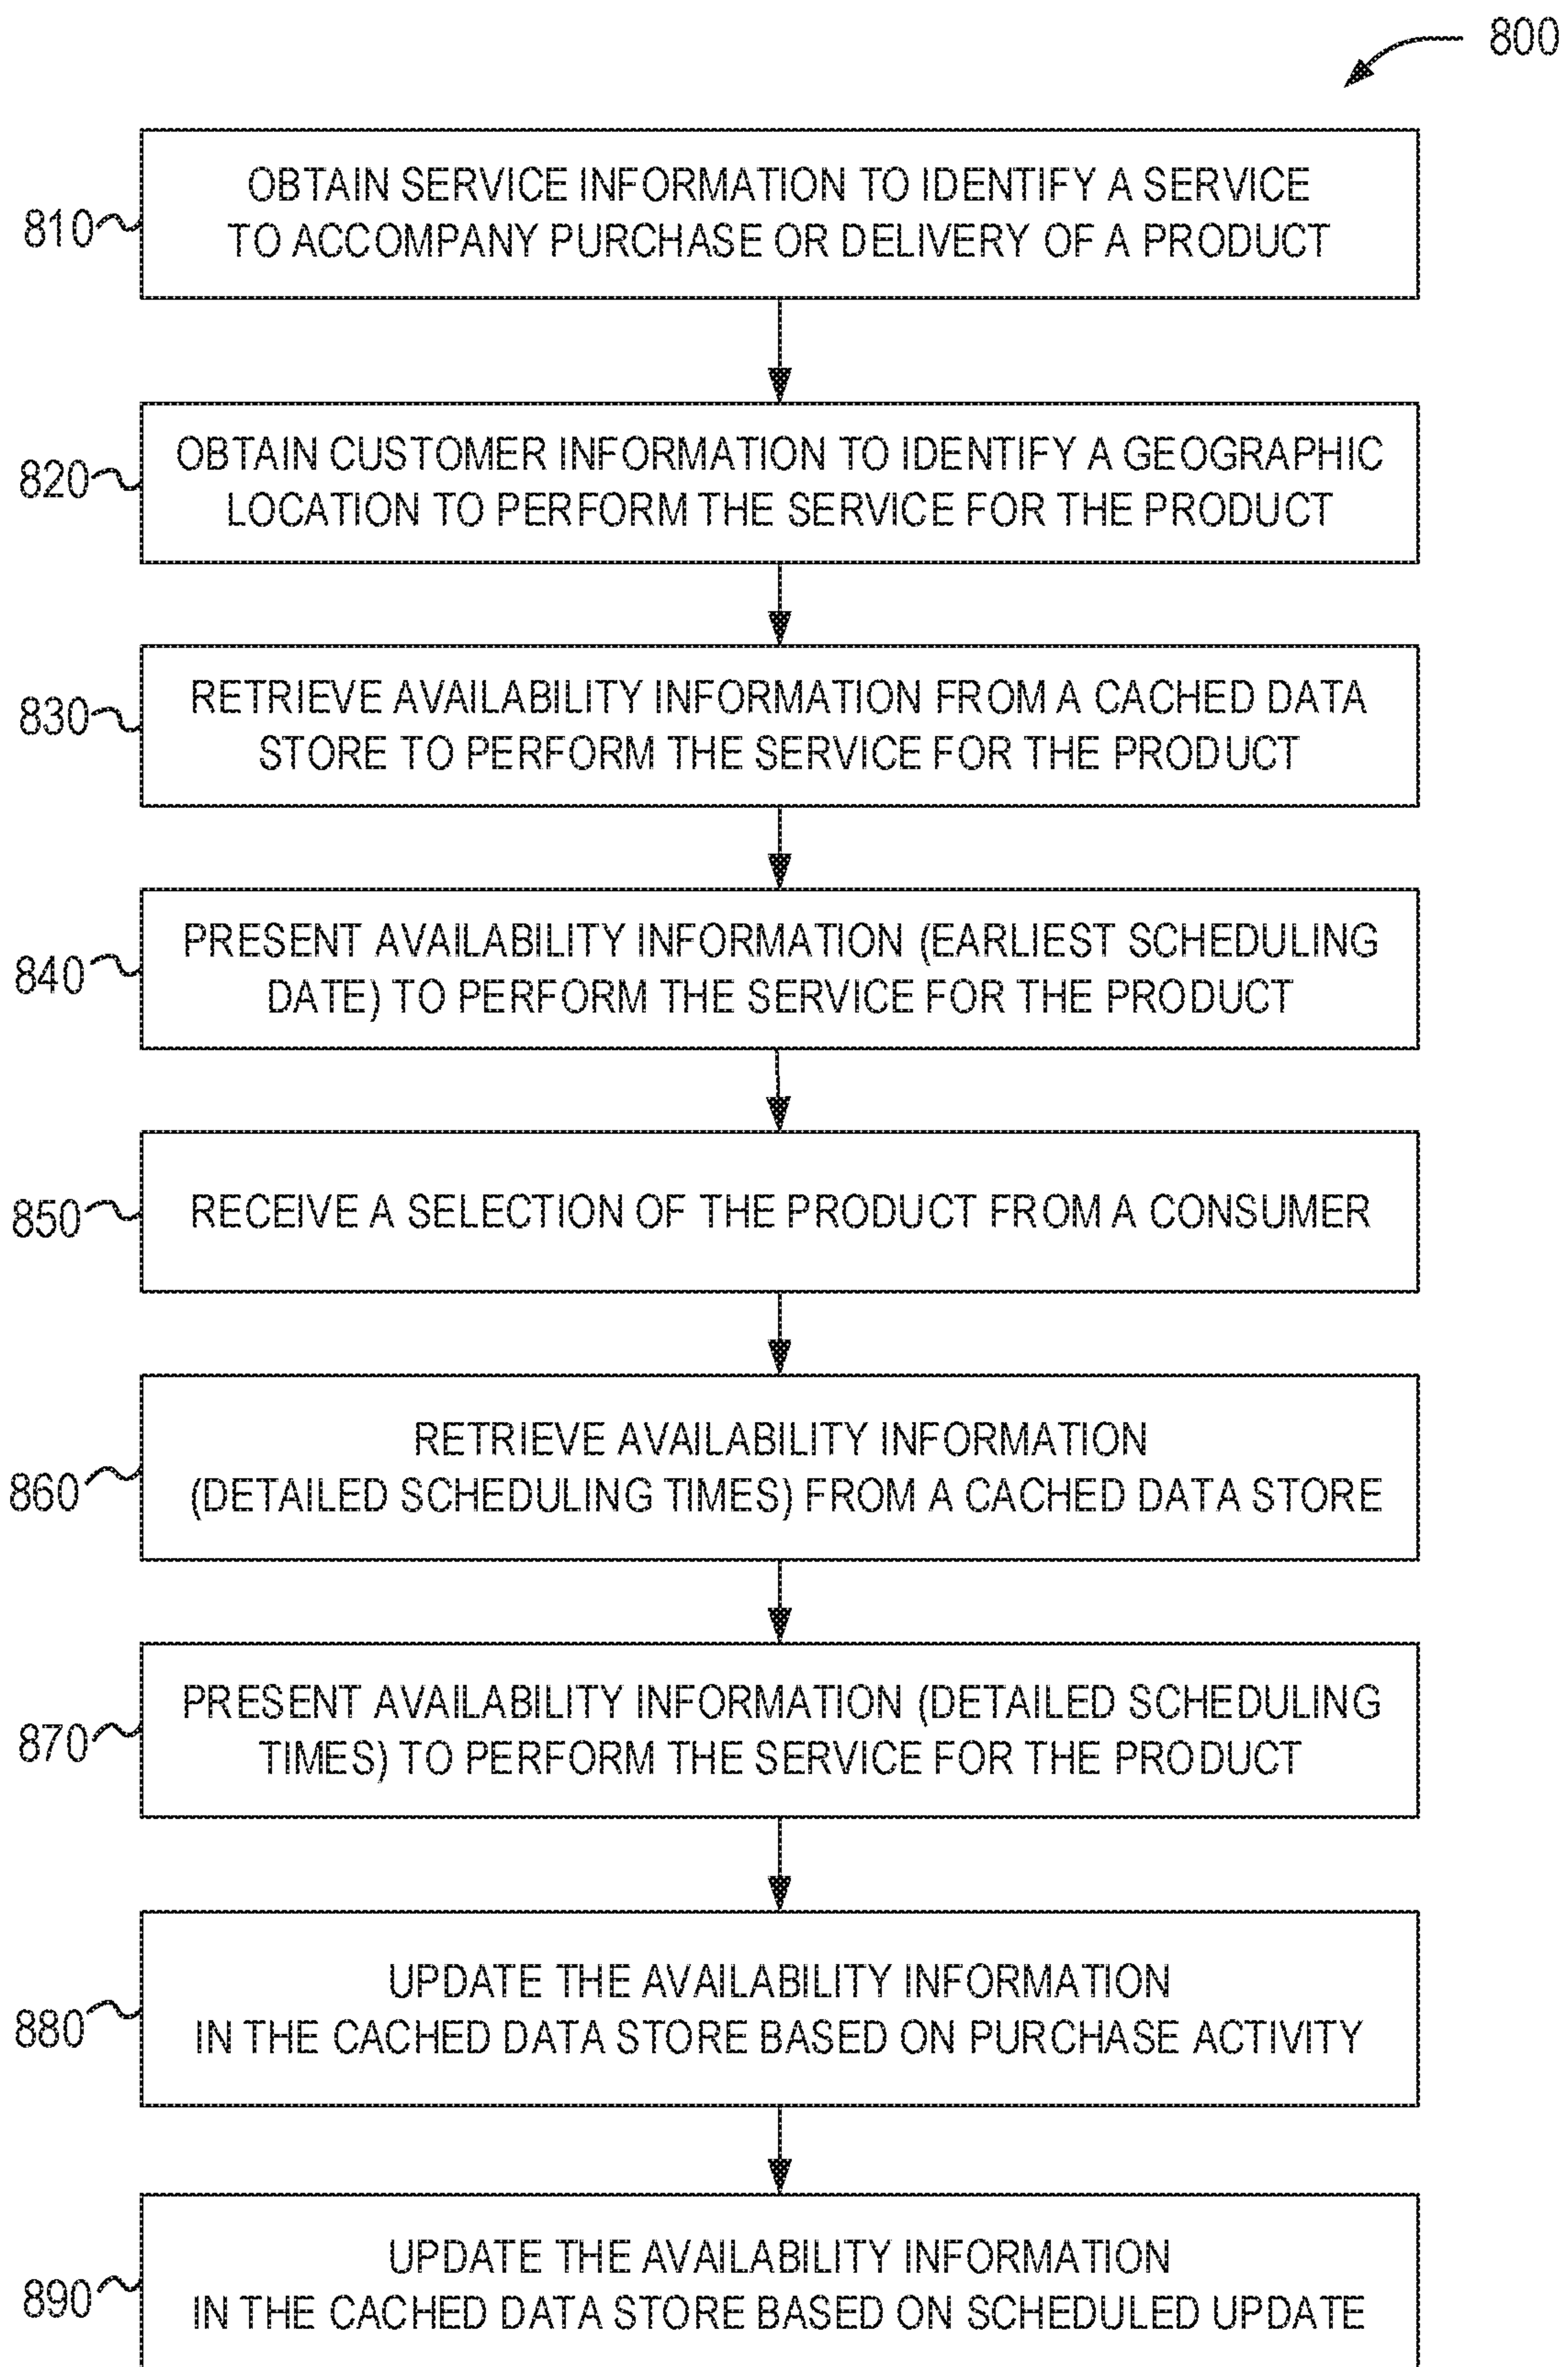 800
810
OBTAIN SERVICE INFORMATION TO IDENTIFY A SERVICE
TO ACCOMPANY PURCHASE OR DELIVERY OF A PRODUCT
820
OBTAIN CUSTOMER INFORMATION TO IDENTIFY A GEOGRAPHIC
LOCATION TO PERFORM THE SERVICE FOR THE PRODUCT
830
RETRIEVE AVAILABILITY INFORMATION FROM A CACHED DATA
STORE TO PERFORM THE SERVICE FOR THE PRODUCT
840
PRESENT AVAILABILITY INFORMATION (EARLIEST SCHEDULING
DATE) TO PERFORM THE SERVICE FOR THE PRODUCT
850
RECEIVE A SELECTION OF THE PRODUCT FROM A CONSUMER
860
RETRIEVE AVAILABILITY INFORMATION
(DETAILED SCHEDULING TIMES) FROM A CACHED DATA STORE
870
PRESENT AVAILABILITY INFORMATION (DETAILED SCHEDULING
TIMES) TO PERFORM THE SERVICE FOR THE PRODUCT
880
UPDATE THE AVAILABILITY INFORMATION
IN THE CACHED DATA STORE BASED ON PURCHASE ACTIVITY
890
UPDATE THE AVAILABILITY INFORMATION
IN THE CACHED DATA STORE BASED ON SCHEDULED UPDATE